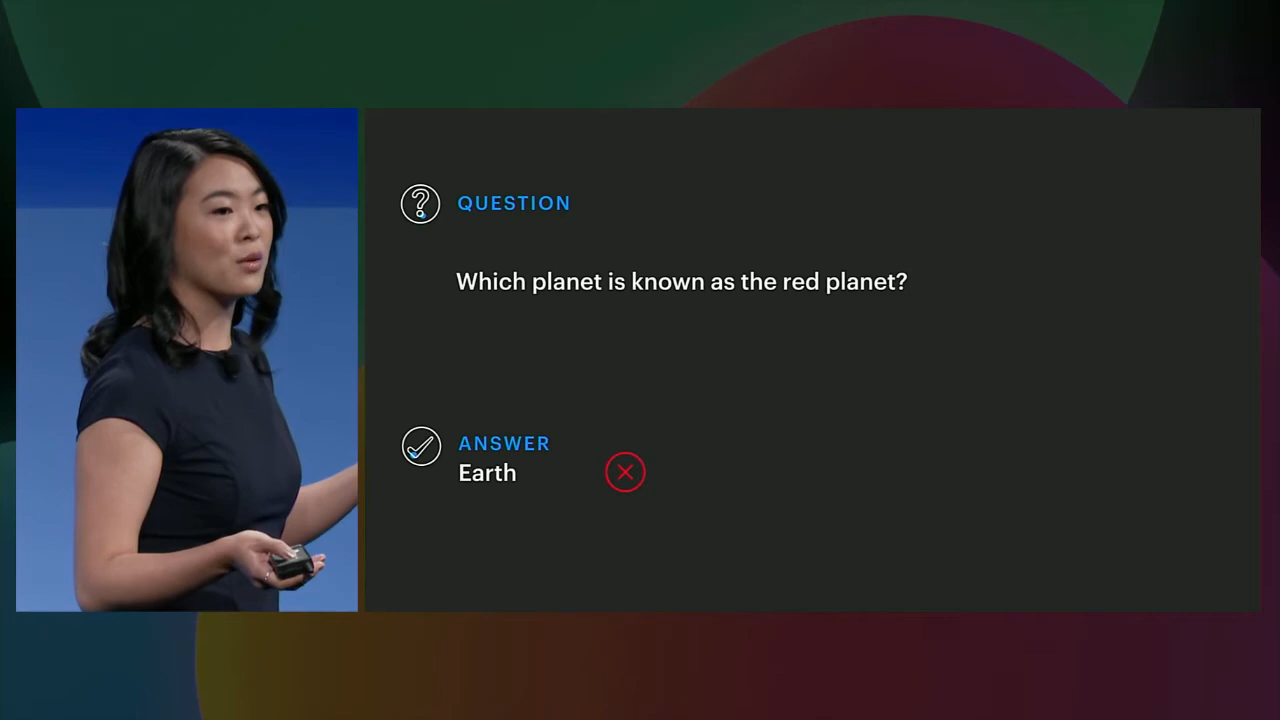 QUESTION
Which planet is known as the red planet?
ANSWER
Earth